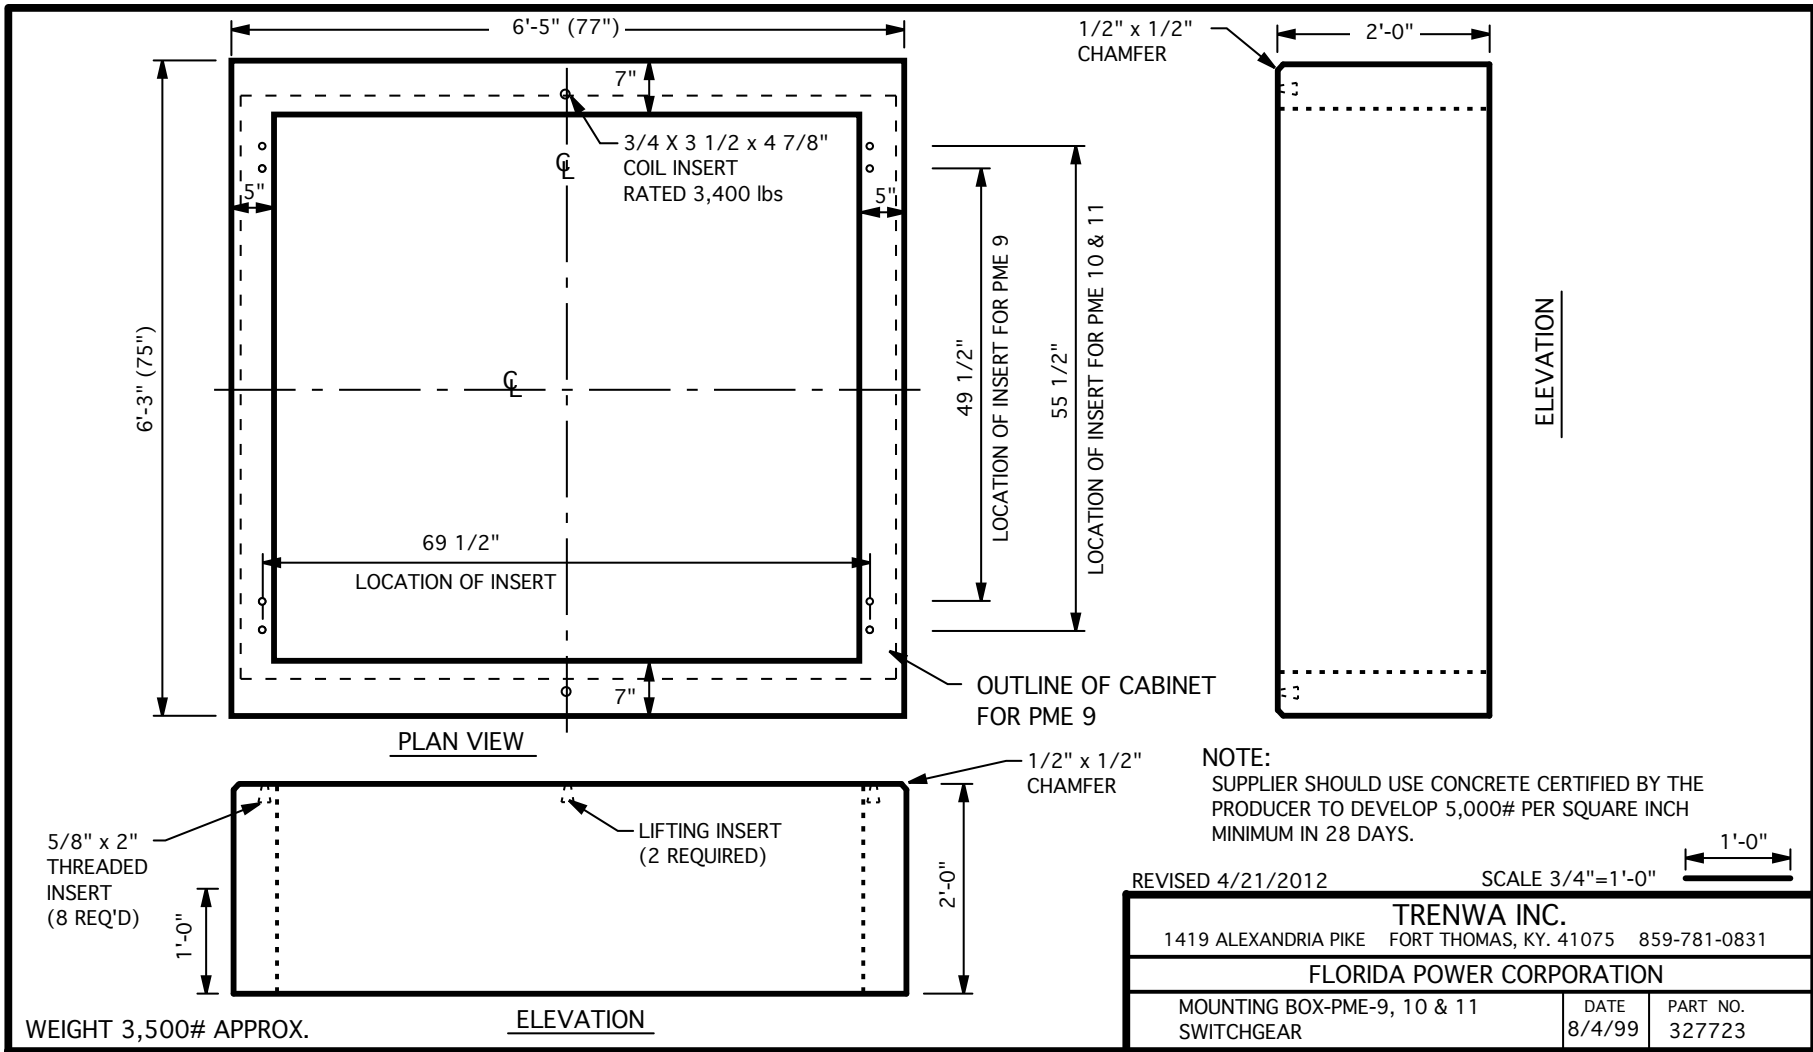 6'-5" (77")
7"
3/4 X 3 1/2 x 4 7/8"
COIL INSERT
RATED 3,400 lbs
℄
5"
5"
6'-3" (75")
℄
69 1/2"
LOCATION OF INSERT
49 1/2"
LOCATION OF INSERT FOR PME 9
55 1/2"
LOCATION OF INSERT FOR PME 10 & 11
7"
OUTLINE OF CABINET
FOR PME 9
PLAN VIEW
1/2" x 1/2"
CHAMFER
2'-0"
ELEVATION
1/2" x 1/2"
CHAMFER
5/8" x 2"
THREADED
INSERT
(8 REQ'D)
LIFTING INSERT
(2 REQUIRED)
1'-0"
2'-0"
ELEVATION
WEIGHT 3,500# APPROX.
NOTE:
SUPPLIER SHOULD USE CONCRETE CERTIFIED BY THE
PRODUCER TO DEVELOP 5,000# PER SQUARE INCH
MINIMUM IN 28 DAYS.
1'-0"
REVISED 4/21/2012
SCALE 3/4"=1'-0"
TRENWA INC.
1419 ALEXANDRIA PIKE FORT THOMAS, KY. 41075 859-781-0831
FLORIDA POWER CORPORATION
MOUNTING BOX-PME-9, 10 & 11
SWITCHGEAR
DATE
8/4/99
PART NO.
327723